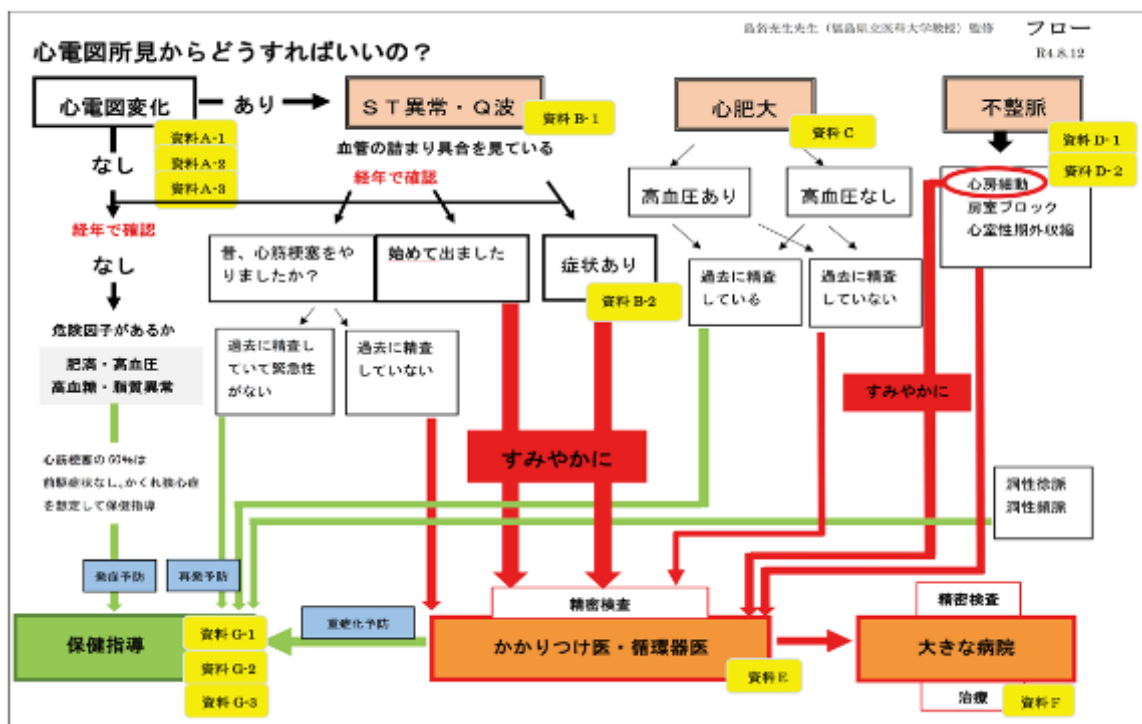 心電図所見からどうすればいいの？
光生先生（福島県立医科大学教授）監修
フロー
R4.8.12
心電図変化
あり
ST異常・Q波
資料B-1
心肥大
資料C
不整脈
資料D-1
資料D-2
資料A-1
資料A-2
資料A-3
なし
血管の詰まり具合を見ている
経年で確認
高血圧あり
高血圧なし
心房細動
房室ブロック
心室性期外収縮
経年で確認
なし
昔、心筋梗塞をや
りましたか？
始めて出ました
症状あり
資料B-2
過去に精査
している
過去に精査
していない
危険因子があるか
肥満・高血圧
高血糖・脂質異常
過去に精査し
ていて緊急性
がない
過去に精査
していない
すみやかに
すみやかに
心筋梗塞の60%は
前駆症状なし、かくれ狭心症
を想定して保健指導
洞性徐脈
洞性頻脈
発症予防
再発予防
重症化予防
精密検査
精密検査
保健指導
資料G-1
資料G-2
資料G-3
かかりつけ医・循環器医
資料E
大きな病院
治療
資料F